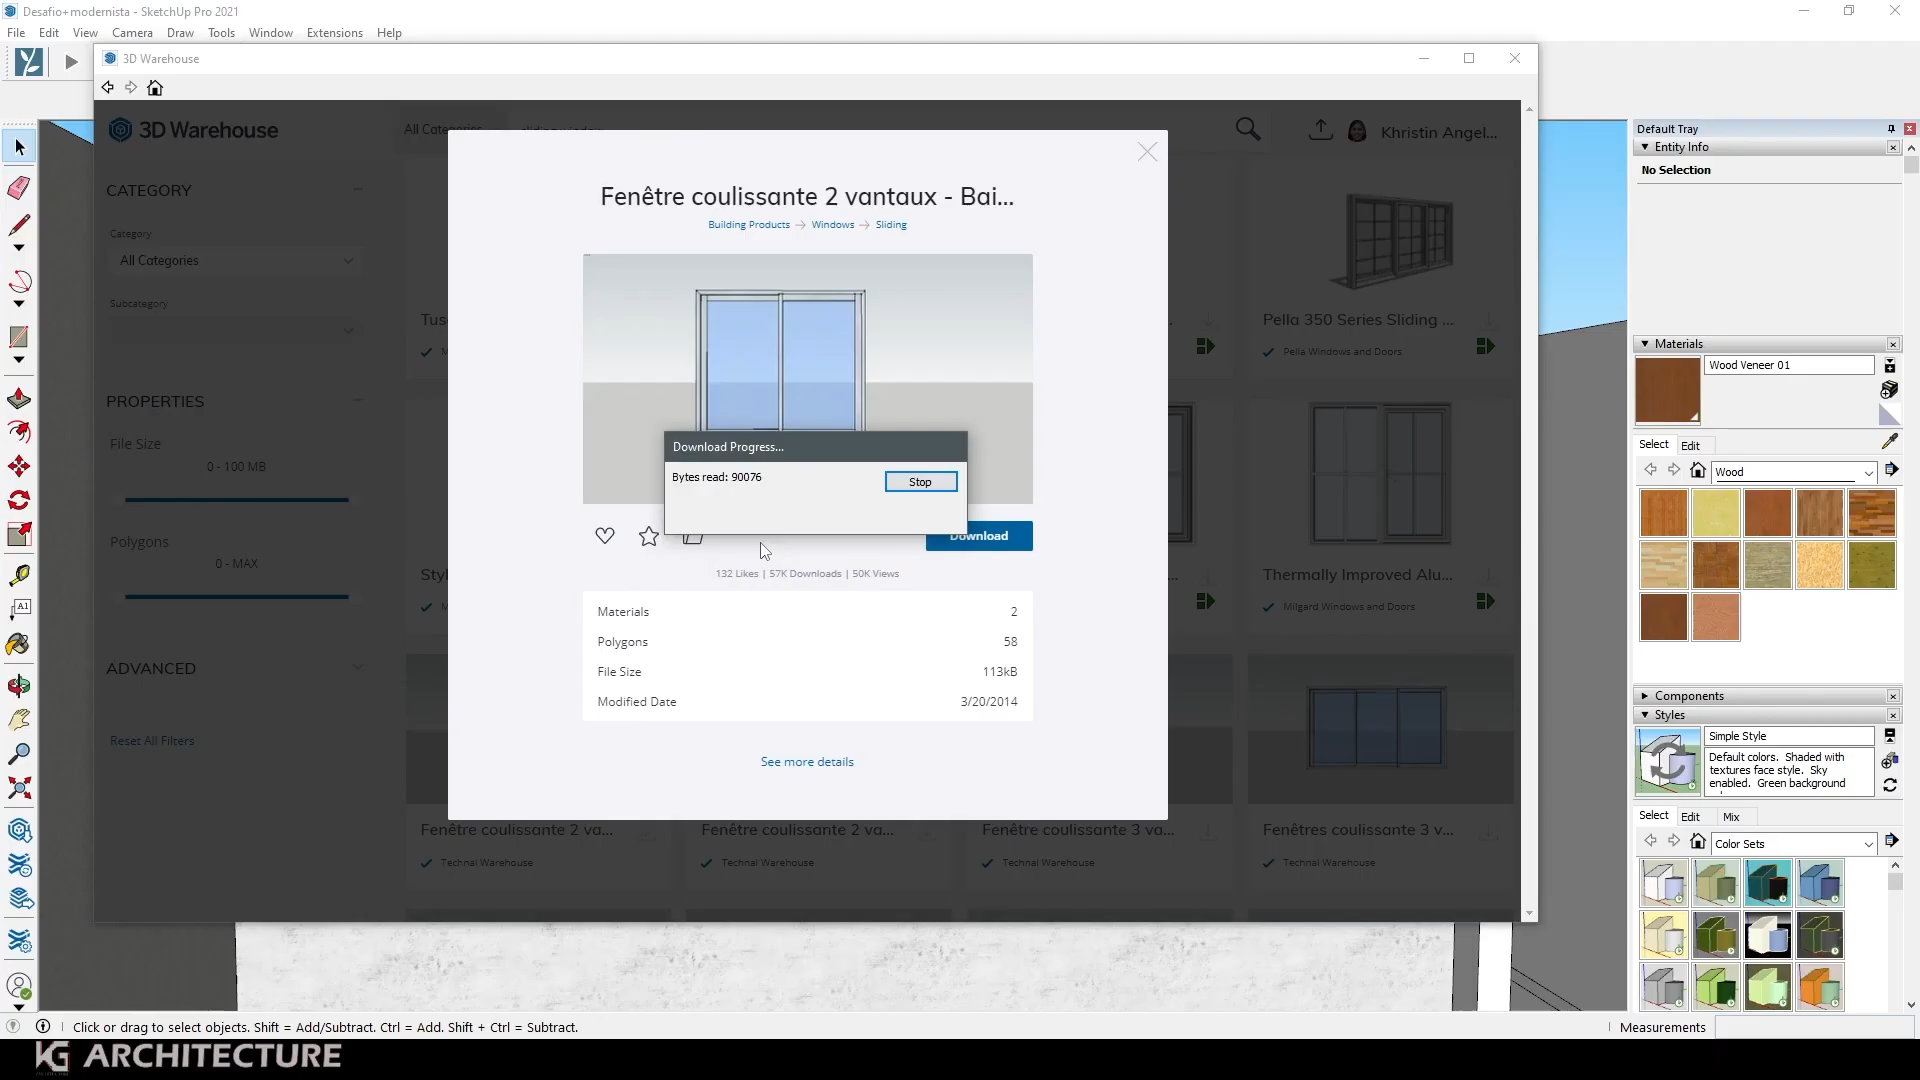 Desafio+modernista - SketchUp Pro 2021
File Edit View Camera Draw Tools Window Extensions Help
3D Warehouse
3D Warehouse
All Categories
sliding window
Khristin Angel...
CATEGORY
Category
All Categories
Subcategory
PROPERTIES
File Size
0 - 100 MB
Polygons
0 - MAX
ADVANCED
Reset All Filters
Fenêtre coulissante 2 vantaux - Bai...
Building Products → Windows → Sliding
Download Progress...
Bytes read: 90076
Stop
Download
132 Likes | 57K Downloads | 50K Views
Materials 2
Polygons 58
File Size 113kB
Modified Date 3/20/2014
See more details
Pella 350 Series Sliding ...
Pella Windows and Doors
Thermally Improved Alu...
Milgard Windows and Doors
Fenêtre coulissante 2 va...
Technal Warehouse
Fenêtre coulissante 2 va...
Technal Warehouse
Fenêtre coulissante 3 va...
Technal Warehouse
Fenêtres coulissante 3 v...
Technal Warehouse
Default Tray
Entity Info
No Selection
Materials
Wood Veneer 01
Select Edit
Wood
Components
Styles
Simple Style
Default colors. Shaded with
textures face style. Sky
enabled. Green background
Select Edit Mix
Color Sets
Click or drag to select objects. Shift = Add/Subtract. Ctrl = Add. Shift + Ctrl = Subtract.
Measurements
KG ARCHITECTURE